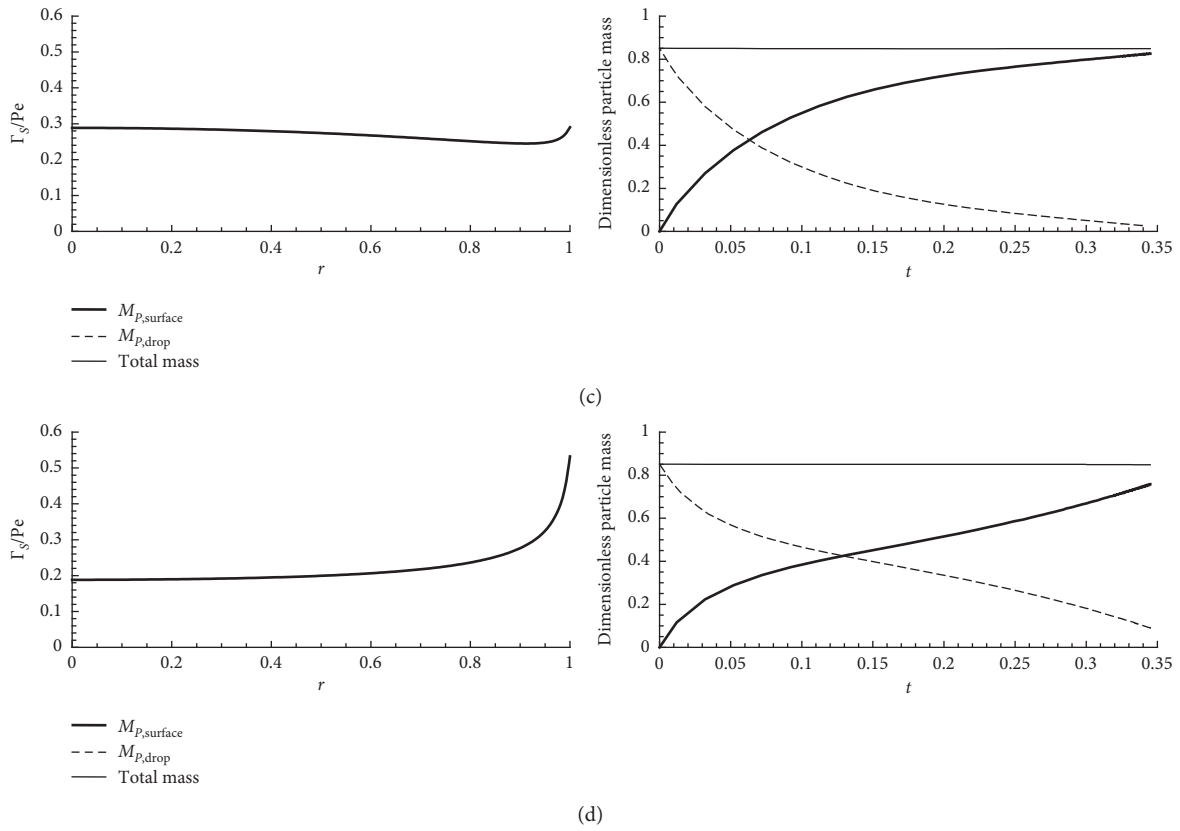 0.6
0.5
0.4
0.3
0.2
0.1
0
Γ_S/Pe
0 0.2 0.4 0.6 0.8 1
r
1
0.8
0.6
0.4
0.2
0
Dimensionless particle mass
0 0.05 0.1 0.15 0.2 0.25 0.3 0.35
t
M_P,surface
M_P,drop
Total mass
(c)
0.6
0.5
0.4
0.3
0.2
0.1
0
Γ_S/Pe
0 0.2 0.4 0.6 0.8 1
r
1
0.8
0.6
0.4
0.2
0
Dimensionless particle mass
0 0.05 0.1 0.15 0.2 0.25 0.3 0.35
t
M_P,surface
M_P,drop
Total mass
(d)